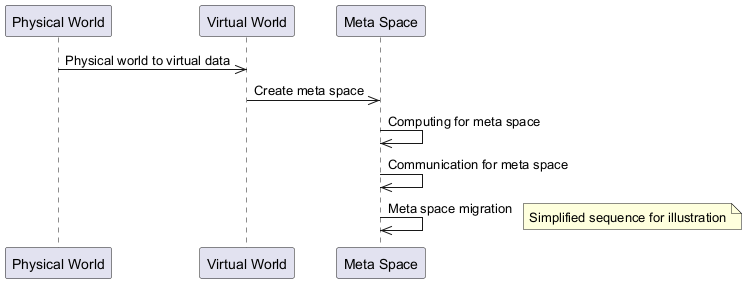 Physical World
Virtual World
Meta Space
Physical world to virtual data
Create meta space
Computing for meta space
Communication for meta space
Meta space migration
Simplified sequence for illustration
Physical World
Virtual World
Meta Space